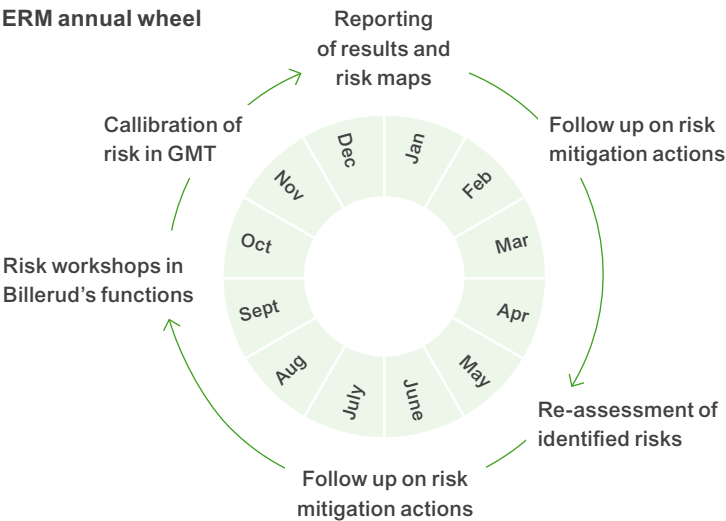 ERM annual wheel
Reporting
of results and
risk maps
Follow up on risk
mitigation actions
Re-assessment of
identified risks
Follow up on risk
mitigation actions
Risk workshops in
Billerud’s functions
Callibration of
risk in GMT
Jan
Feb
Mar
Apr
May
June
July
Aug
Sept
Oct
Nov
Dec